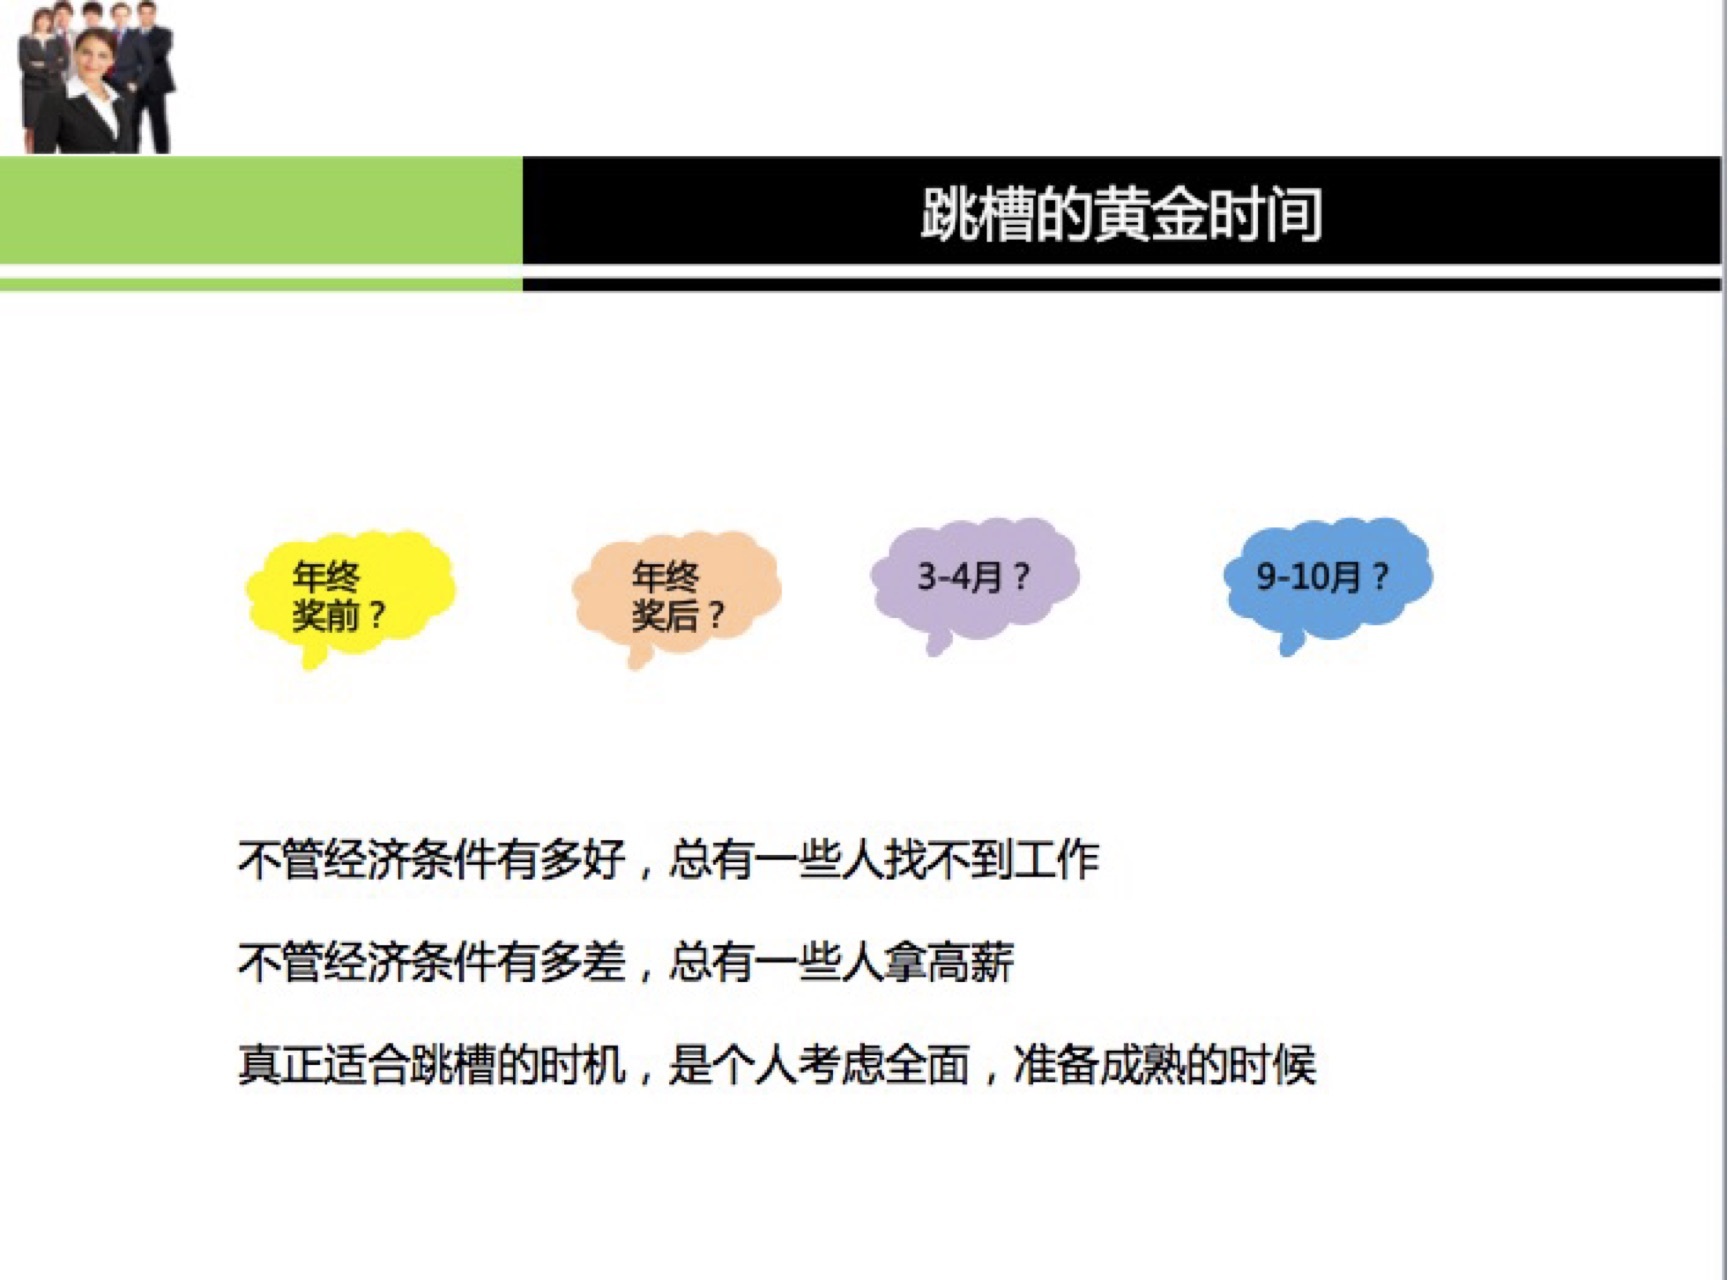 跳槽的黄金时间
年终
奖前？
年终
奖后？
3-4月？
9-10月？
不管经济条件有多好，总有一些人找不到工作
不管经济条件有多差，总有一些人拿高薪
真正适合跳槽的时机，是个人考虑全面，准备成熟的时候